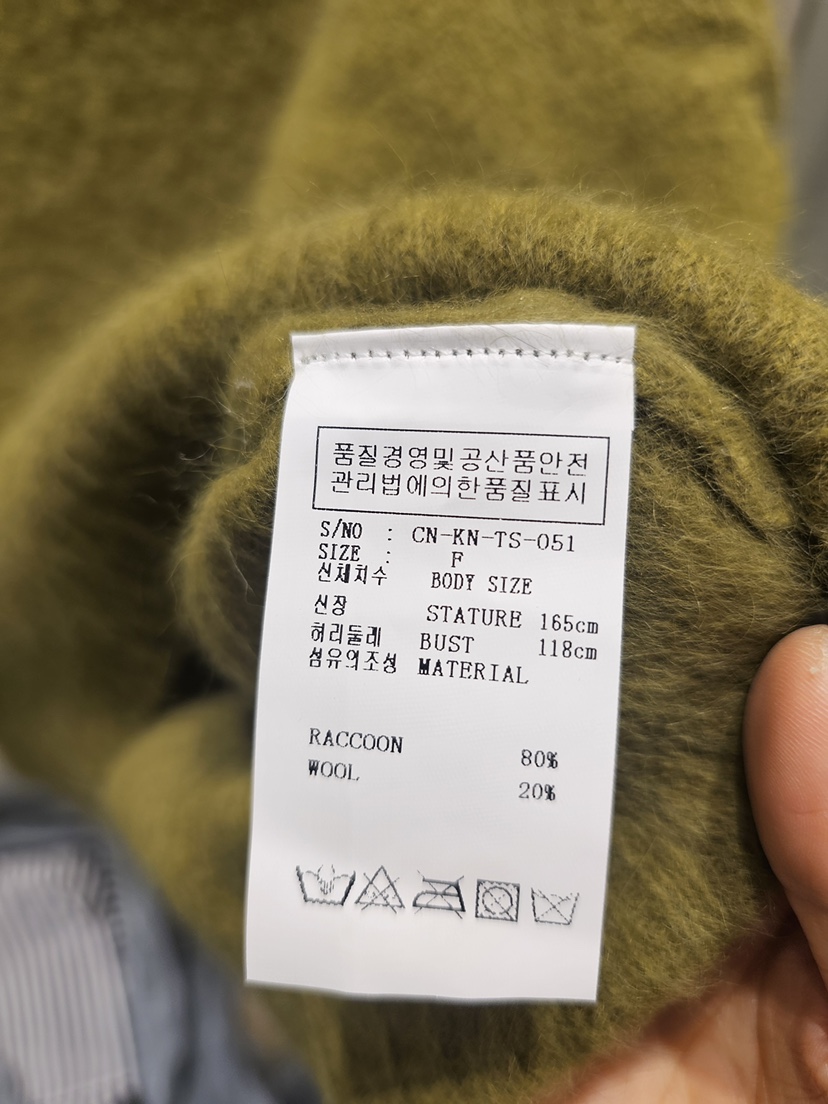 품질경영및공산품안전
관리법에의한품질표시
S/NO : CN-KN-TS-051
SIZE : F
신체치수 BODY SIZE
신장 STATURE 165cm
허리둘레 BUST 118cm
섬유의조성 MATERIAL
RACCOON 80%
WOOL 20%